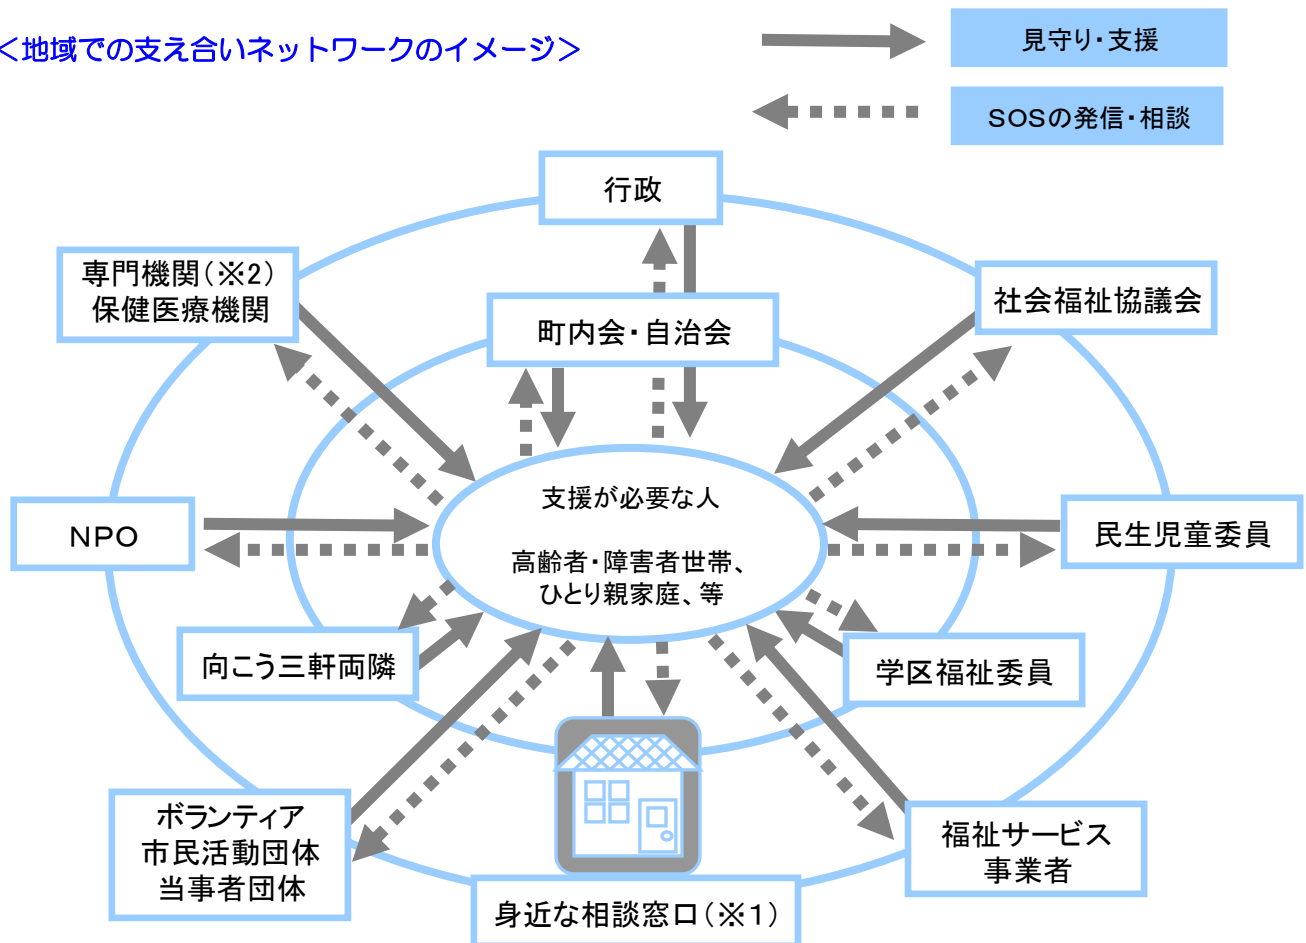 ＜地域での支え合いネットワークのイメージ＞
見守り・支援
SOSの発信・相談
行政
専門機関（※2）
保健医療機関
町内会・自治会
社会福祉協議会
支援が必要な人
高齢者・障害者世帯、
ひとり親家庭、等
NPO
民生児童委員
向こう三軒両隣
学区福祉委員
ボランティア
市民活動団体
当事者団体
福祉サービス
事業者
身近な相談窓口（※１）